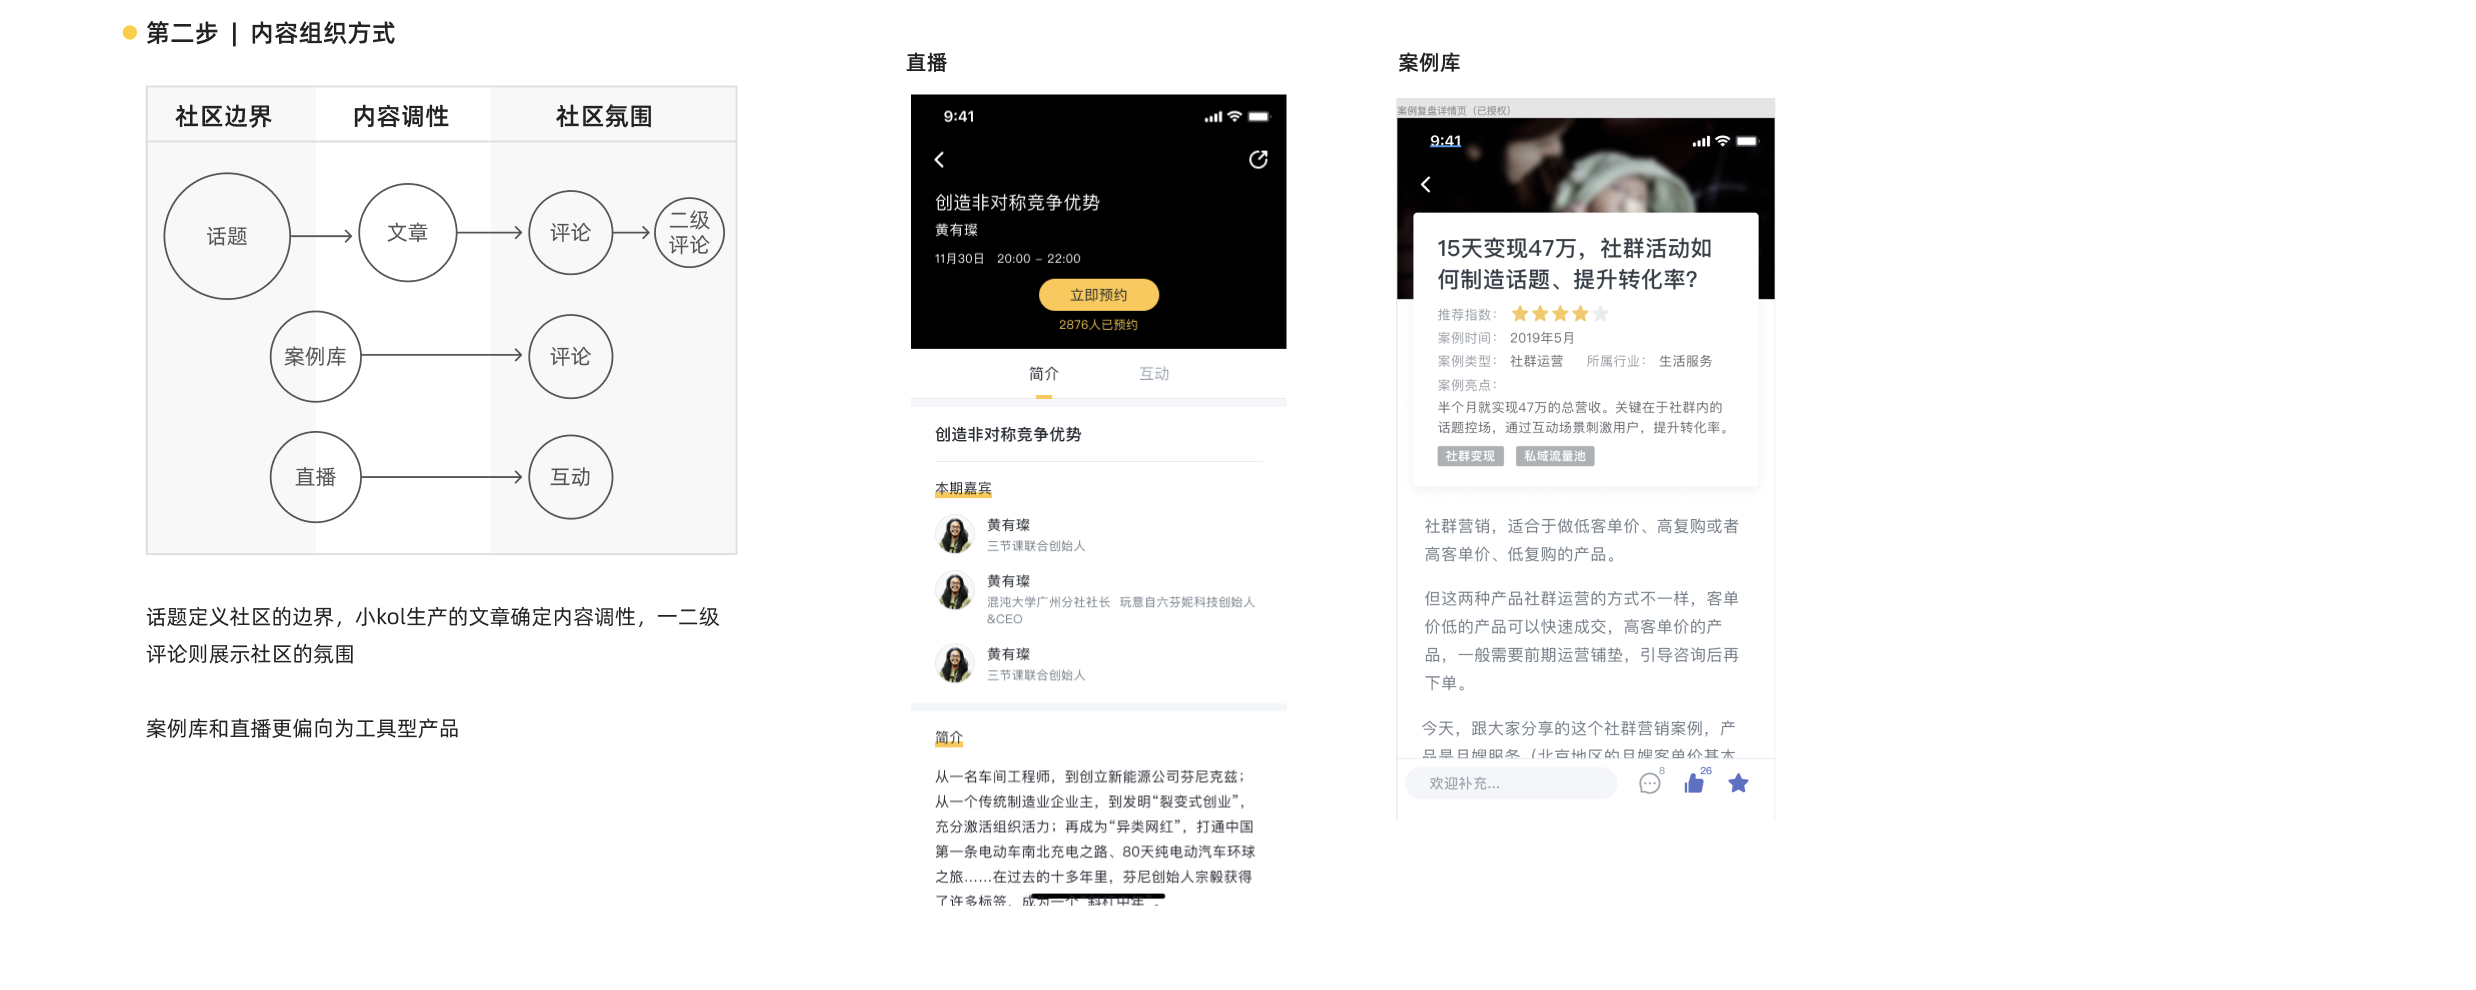 第二步 | 内容组织方式
社区边界
内容调性
社区氛围
话题
文章
评论
二级
评论
案例库
评论
直播
互动
话题定义社区的边界，小kol生产的文章确定内容调性，一二级
评论则展示社区的氛围
案例库和直播更偏向为工具型产品
直播
9:41
创造非对称竞争优势
黄有璨
11月30日 20:00 – 22:00
立即预约
2876人已预约
简介
互动
创造非对称竞争优势
本期嘉宾
黄有璨
三节课联合创始人
黄有璨
混沌大学广州分社社长 玩意自六芬妮科技创始人
&CEO
黄有璨
三节课联合创始人
简介
从一名车间工程师，到创立新能源公司芬尼克兹；
从一个传统制造业企业主，到发明“裂变式创业”，
充分激活组织活力；再成为“异类网红”，打通中国
第一条电动车南北充电之路、80天纯电动汽车环球
之旅……在过去的十多年里，芬尼创始人宗毅获得
了许多标签，成为一个
案例库
案例复盘详情页（已授权）
9:41
15天变现47万，社群活动如
何制造话题、提升转化率？
推荐指数：
案例时间： 2019年5月
案例类型： 社群运营 所属行业： 生活服务
案例亮点：
半个月就实现47万的总营收。关键在于社群内的
话题控场，通过互动场景刺激用户，提升转化率。
社群变现
私域流量池
社群营销，适合于做低客单价、高复购或者
高客单价、低复购的产品。
但这两种产品社群运营的方式不一样，客单
价低的产品可以快速成交，高客单价的产
品，一般需要前期运营铺垫，引导咨询后再
下单。
今天，跟大家分享的这个社群营销案例，产
品是月嫂服务（北京地区的月嫂客单价基本
欢迎补充...
8
26